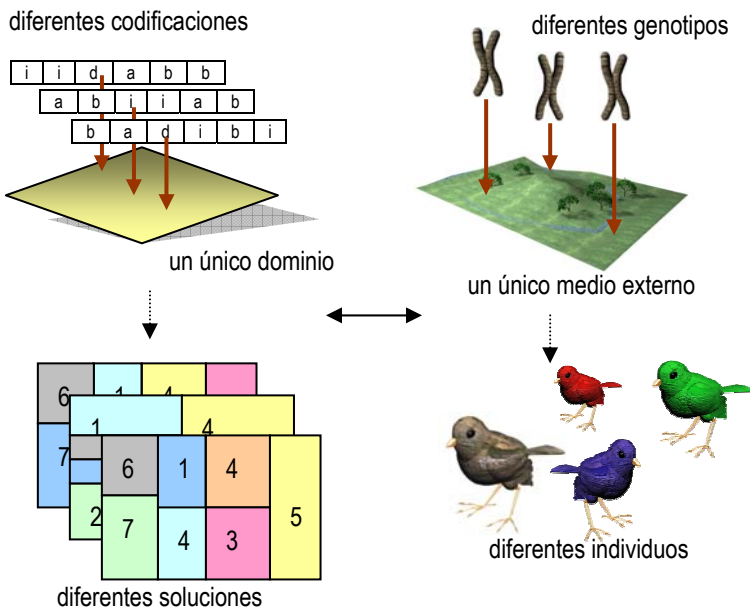 diferentes codificaciones
i i d a b b
a b i i a b
b a d i b i
un único dominio
diferentes genotipos
un único medio externo
6 1 4
7
1 4
2
6 1 4 5
7 4 3
diferentes soluciones
diferentes individuos